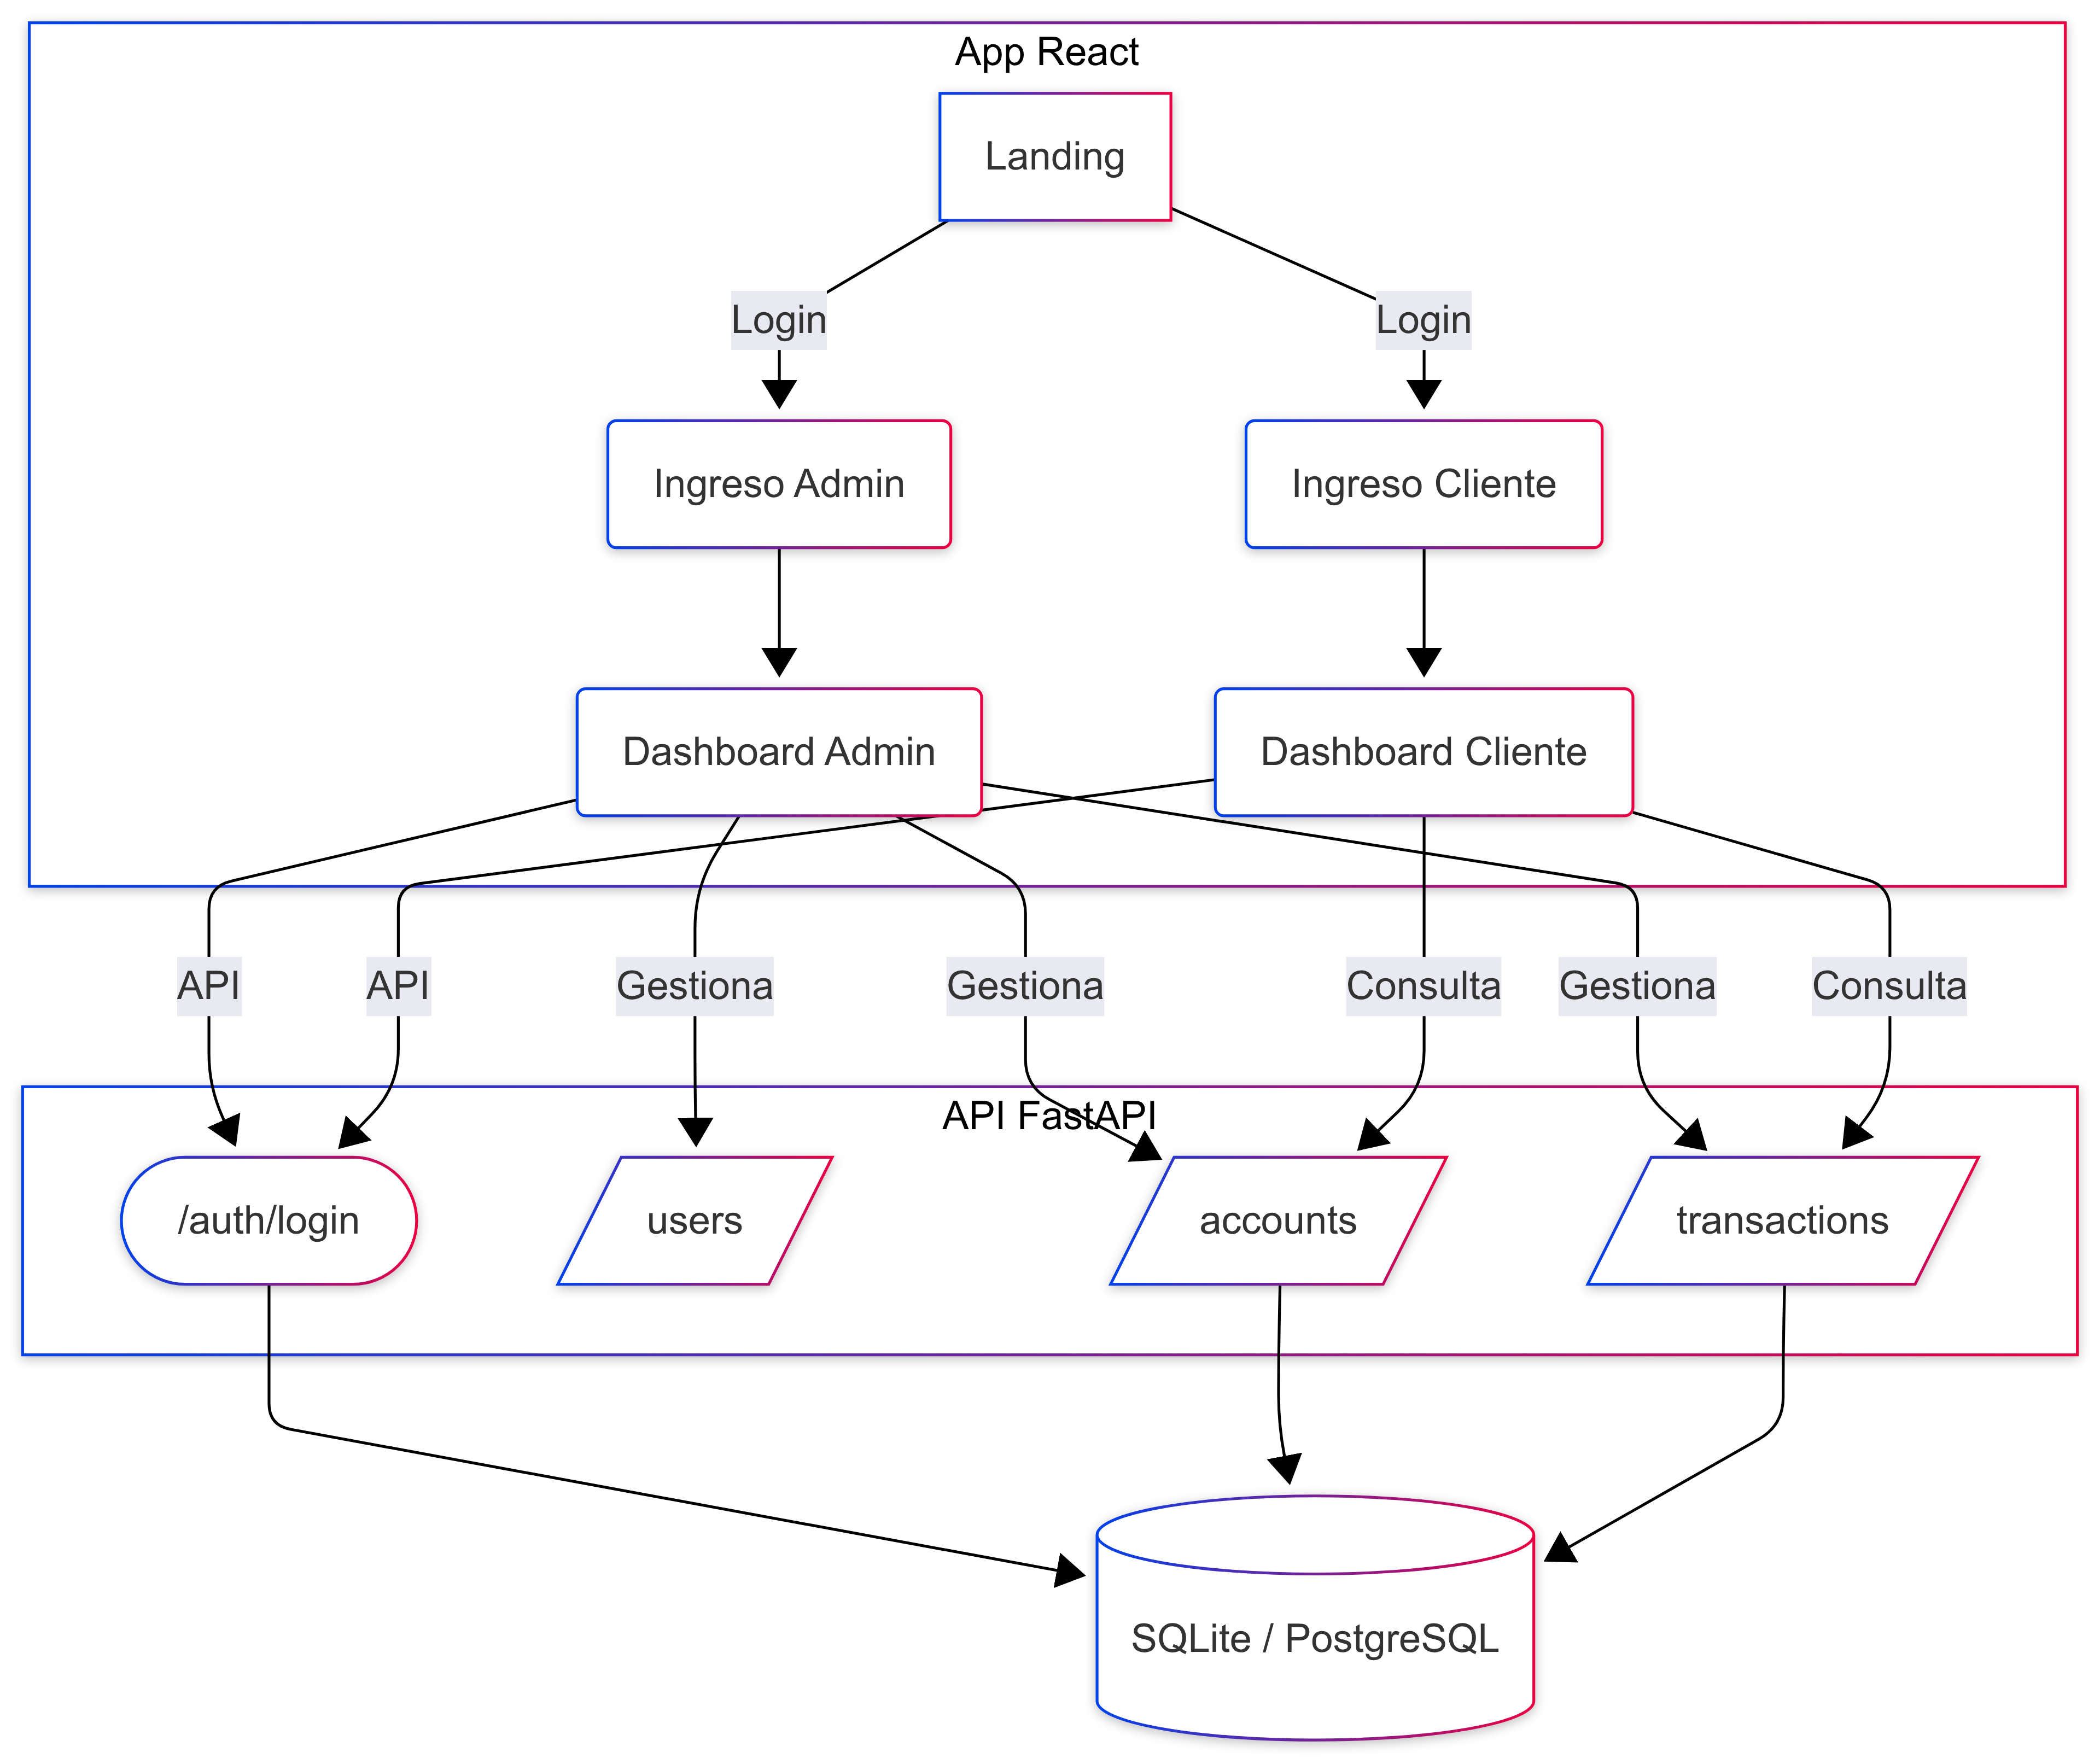 App React
Landing
Login
Login
Ingreso Admin
Ingreso Cliente
Dashboard Admin
Dashboard Cliente
API
API
Gestiona
Gestiona
Consulta
Gestiona
Consulta
API FastAPI
/auth/login
users
accounts
transactions
SQLite / PostgreSQL